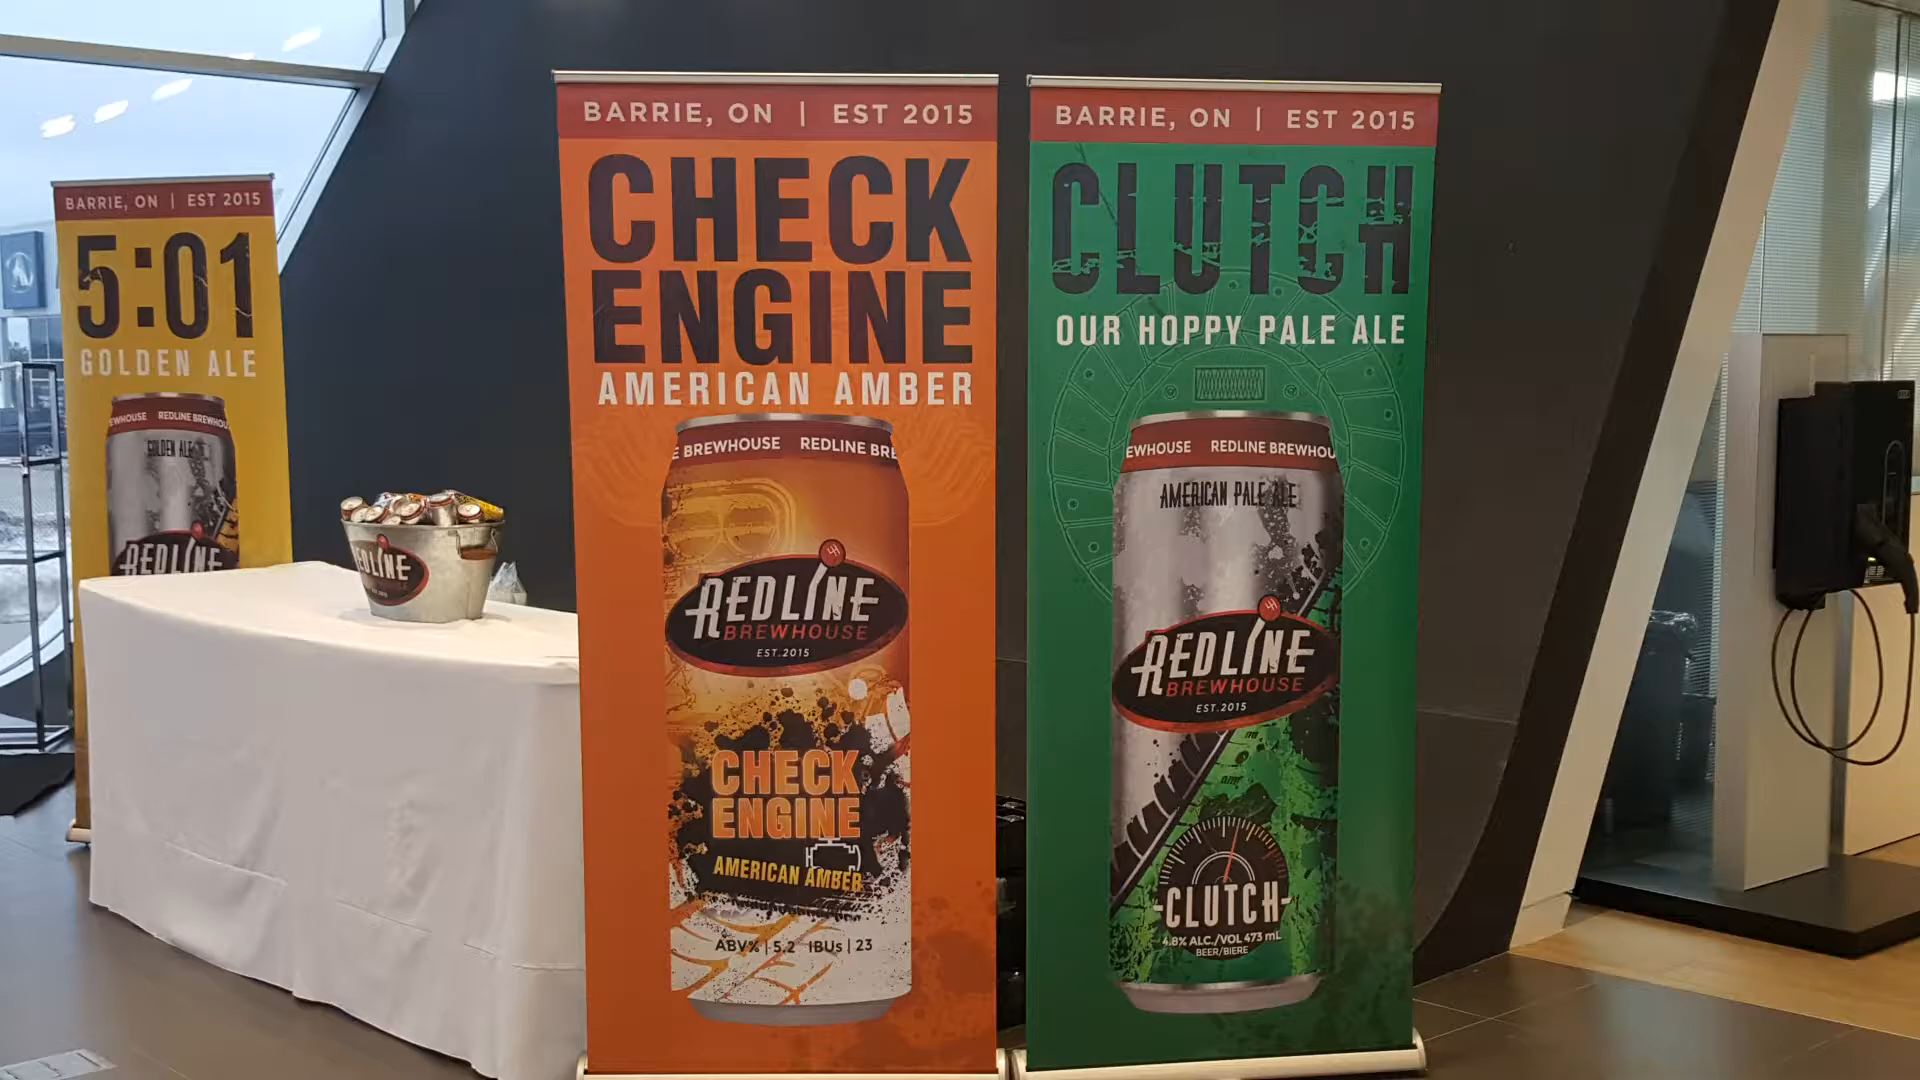 BARRIE, ON | EST 2015
5:01
GOLDEN ALE
EWHOUSE REDLINE BREWHOU
GOLDEN ALE
REDLINE
EDLINE
BARRIE, ON | EST 2015
CHECK
ENGINE
AMERICAN AMBER
E BREWHOUSE REDLINE BRE
REDLINE
BREWHOUSE
EST.2015
CHECK
ENGINE
AMERICAN AMBER
ABV% | 5.2 IBUs | 23
BARRIE, ON | EST 2015
CLUTCH
OUR HOPPY PALE ALE
EWHOUSE REDLINE BREWHOU
AMERICAN PALE ALE
REDLINE
BREWHOUSE
EST.2015
CLUTCH
4.8% ALC./VOL 473 mL
BEER/BIERE